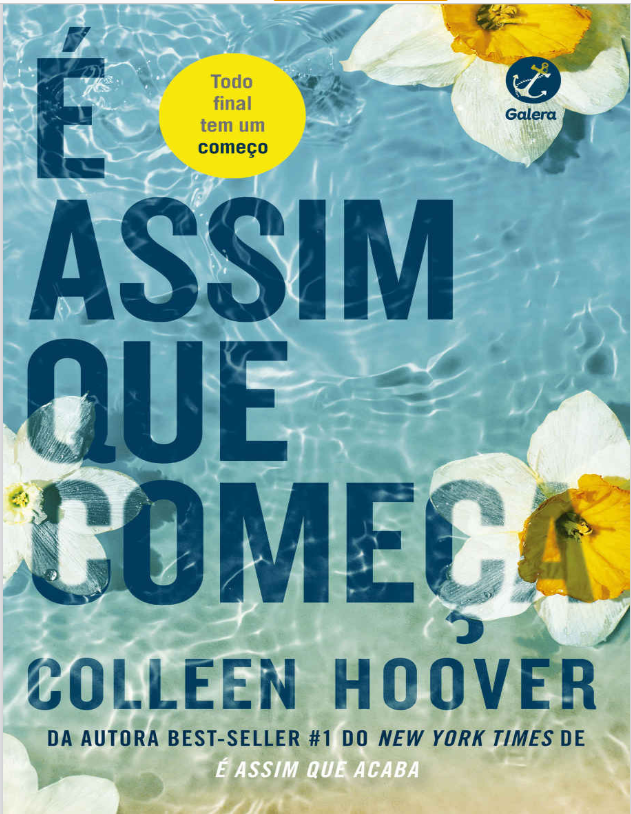 É
Todo
final
tem um
começo
Galera
ASSIM
QUE
COMEÇA
COLLEEN HOOVER
DA AUTORA BEST-SELLER #1 DO NEW YORK TIMES DE
É ASSIM QUE ACABA